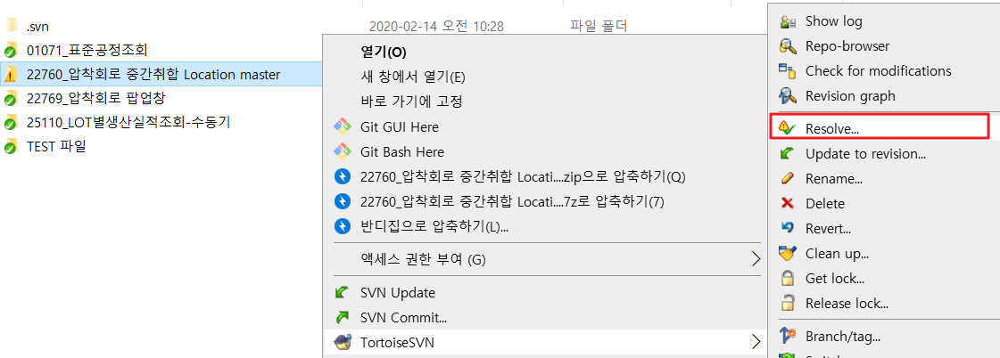 .svn
2020-02-14 오전 10:28
파일 폴더
01071_표준공정조회
22760_압착회로 중간취합 Location master
22769_압착회로 팝업창
25110_LOT별생산실적조회-수동기
TEST 파일
열기(O)
새 창에서 열기(E)
바로 가기에 고정
Git GUI Here
Git Bash Here
22760_압착회로 중간취합 Locati....zip으로 압축하기(Q)
22760_압착회로 중간취합 Locati....7z로 압축하기(7)
반디집으로 압축하기(L)...
액세스 권한 부여 (G)
SVN Update
SVN Commit...
TortoiseSVN
Show log
Repo-browser
Check for modifications
Revision graph
Resolve...
Update to revision...
Rename...
Delete
Revert...
Clean up...
Get lock...
Release lock...
Branch/tag...